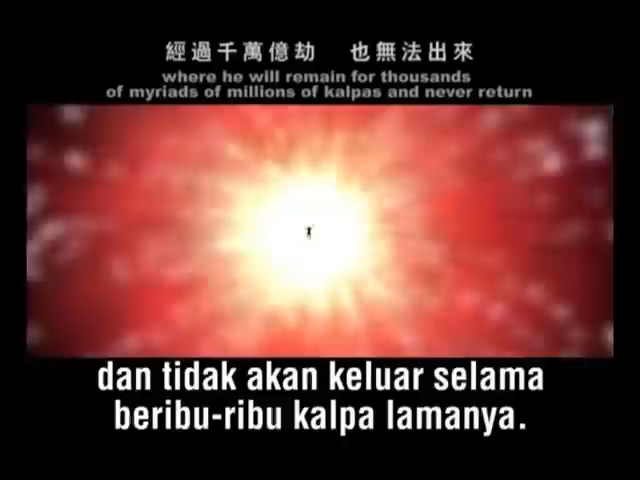 經過千萬億劫 也無法出來
where he will remain for thousands
of myriads of millions of kalpas and never return
dan tidak akan keluar selama
beribu-ribu kalpa lamanya.